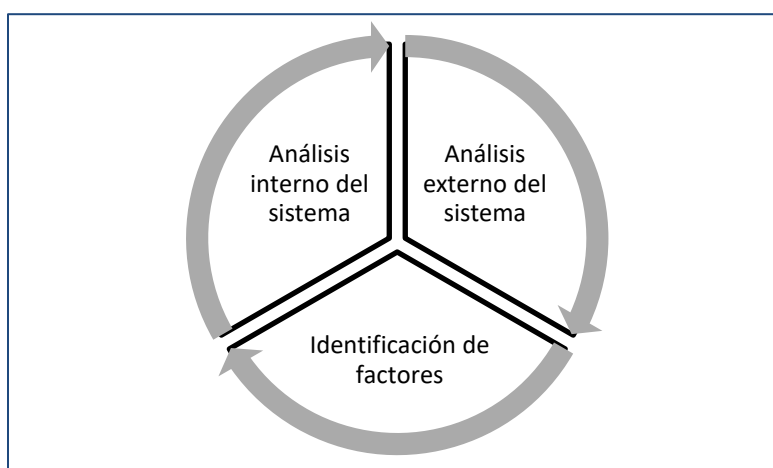 Análisis
interno del
sistema
Análisis
externo del
sistema
Identificación de
factores